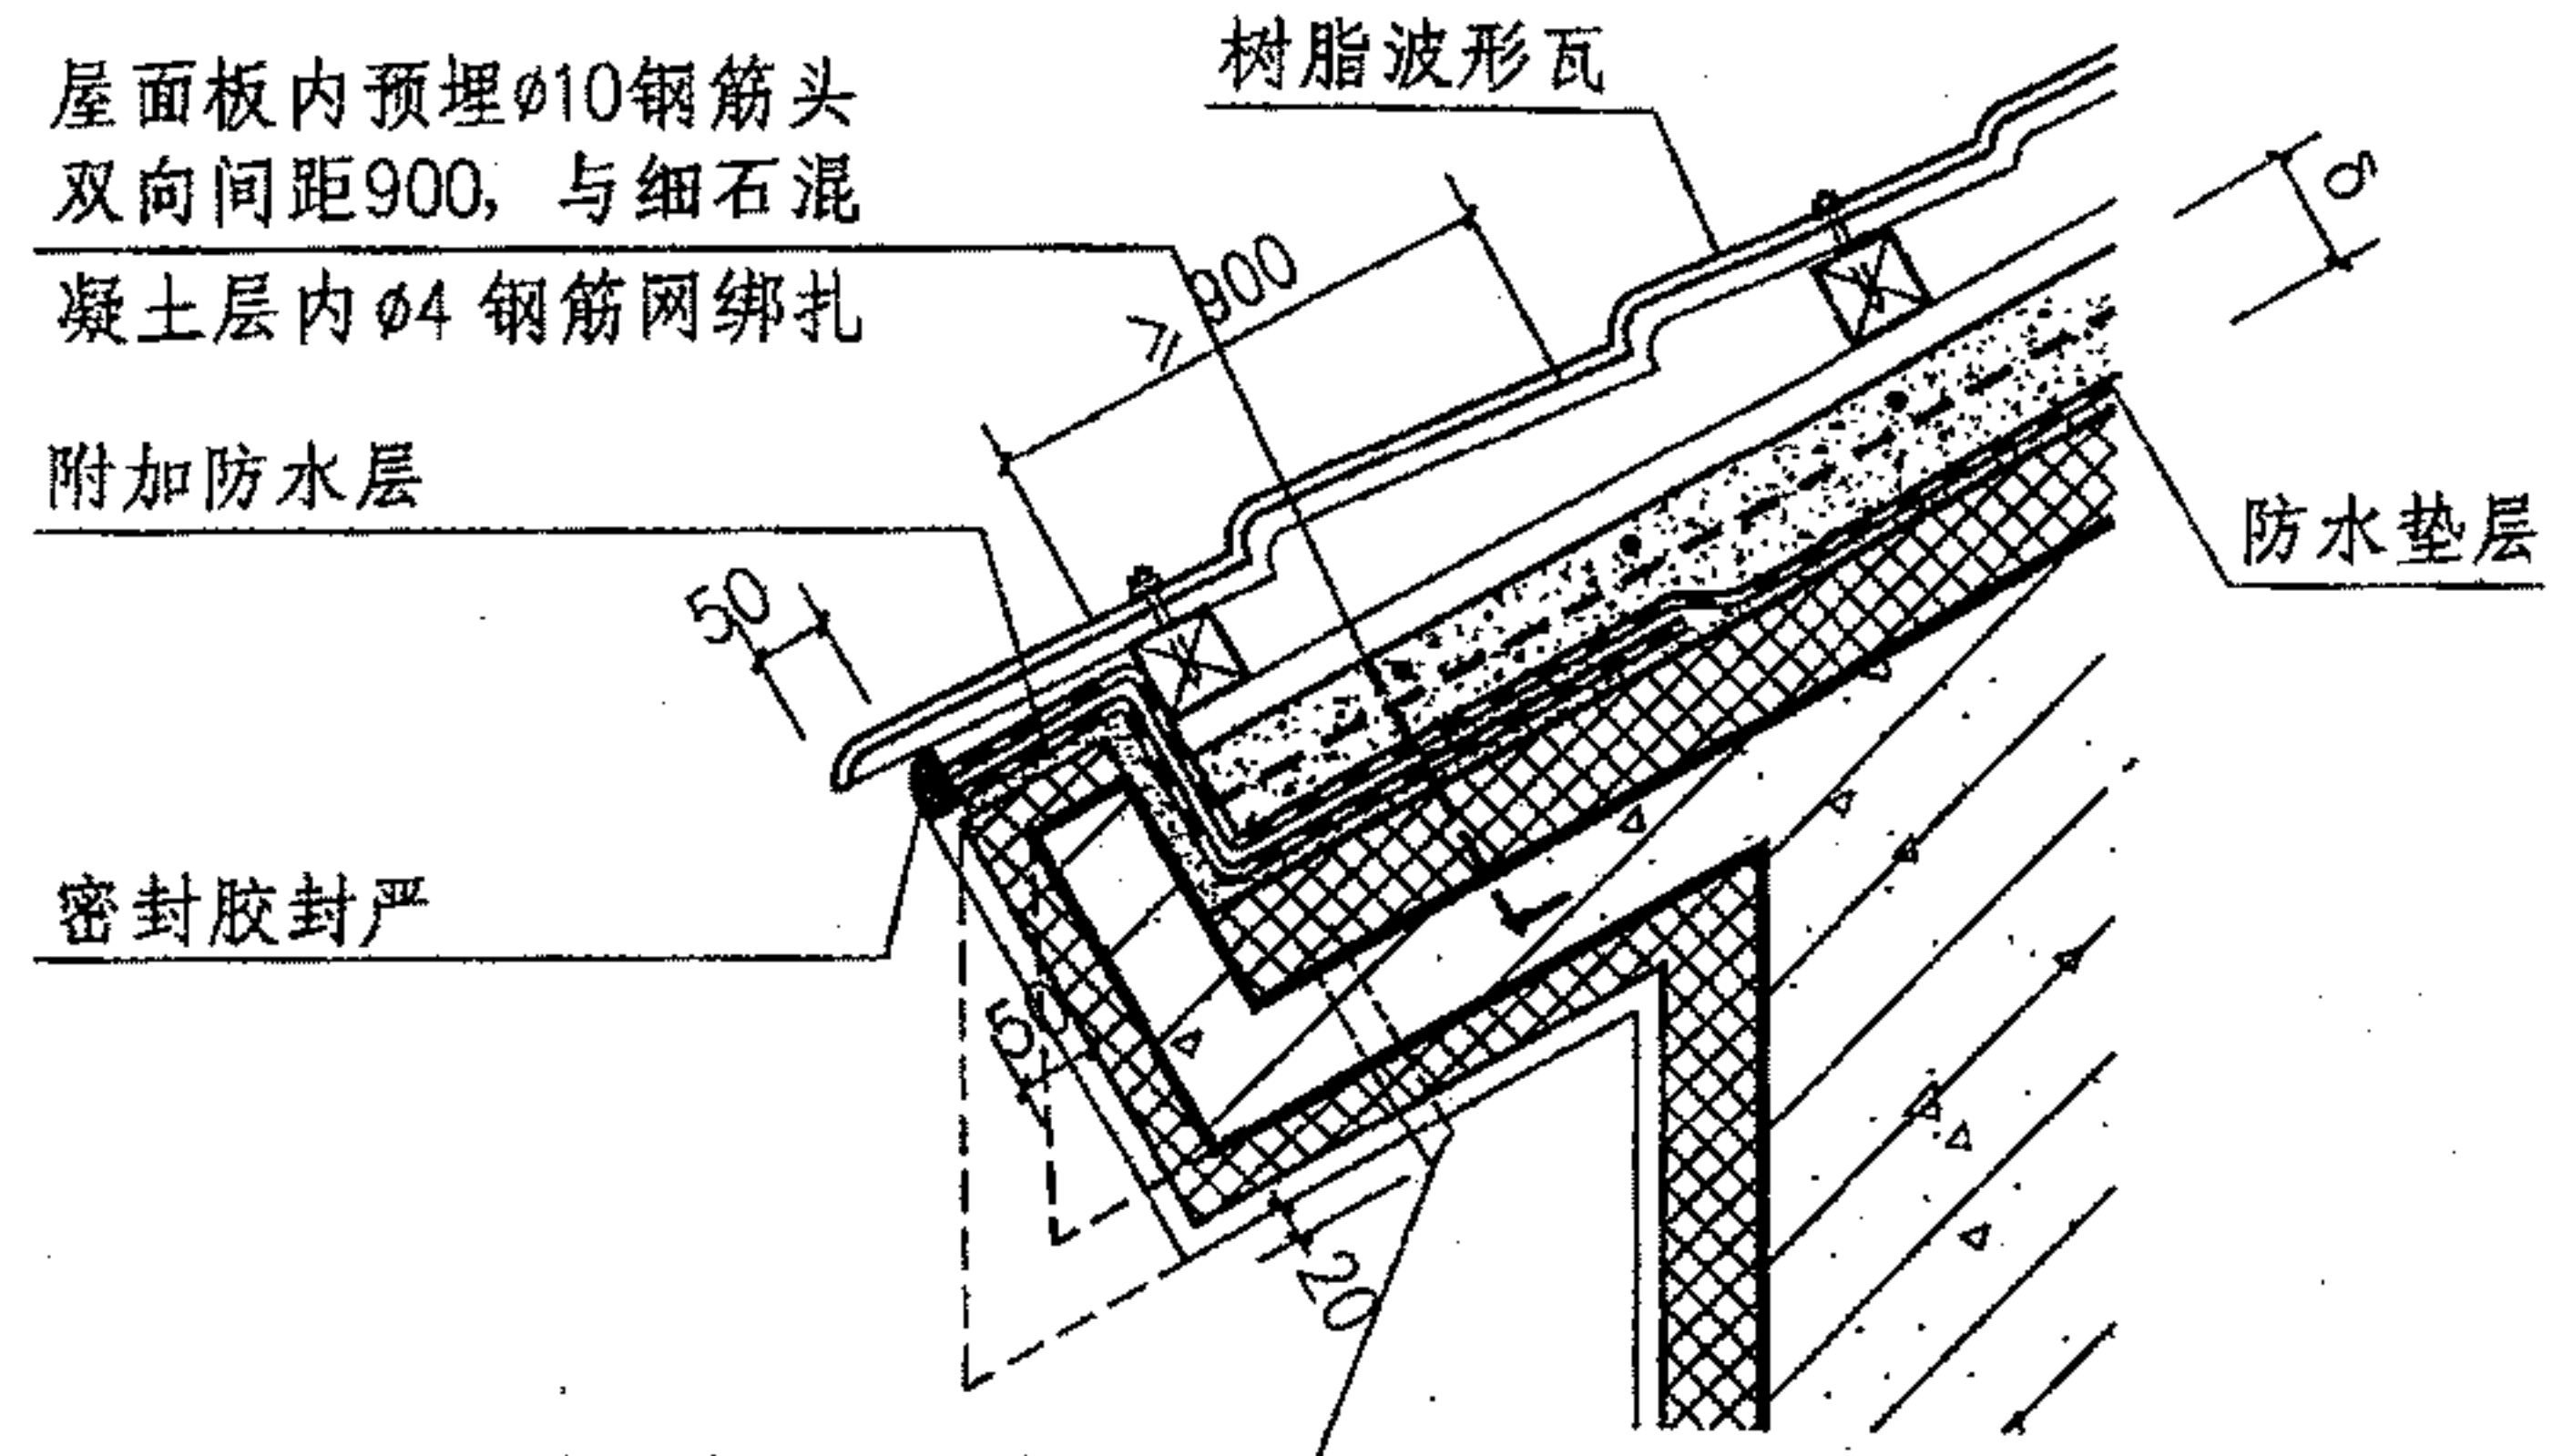 屋面板内预埋ø10钢筋头
双向间距900, 与细石混
凝土层内ø4 钢筋网绑扎
树脂波形瓦
≥900
δ
附加防水层
50
防水垫层
密封胶封严
50
20